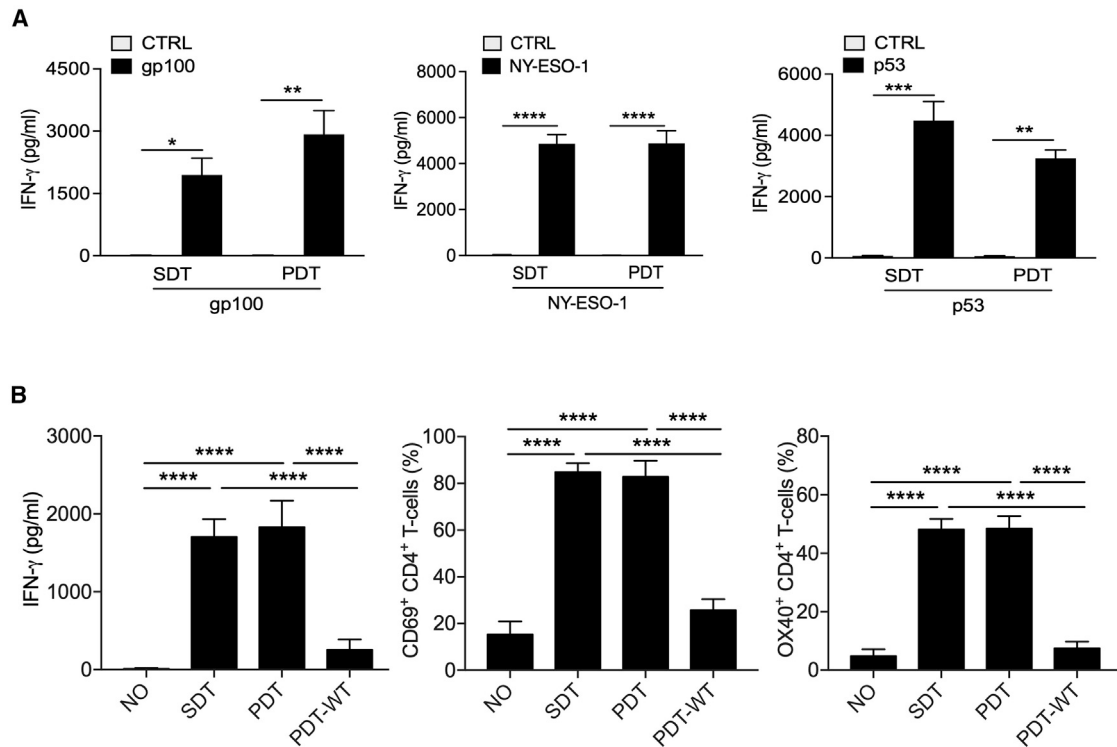 A
CTRL
gp100
IFN-γ (pg/ml)
4500
3000
1500
0
*
**
SDT
PDT
gp100
CTRL
NY-ESO-1
IFN-γ (pg/ml)
8000
6000
4000
2000
0
****
****
SDT
PDT
NY-ESO-1
CTRL
p53
IFN-γ (pg/ml)
6000
4000
2000
0
***
**
SDT
PDT
p53
B
IFN-γ (pg/ml)
3000
2000
1000
0
**** ****
**** ****
NO
SDT
PDT
PDT-WT
CD69⁺ CD4⁺ T-cells (%)
100
80
60
40
20
0
**** ****
**** ****
NO
SDT
PDT
PDT-WT
OX40⁺ CD4⁺ T-cells (%)
80
60
40
20
0
**** ****
**** ****
NO
SDT
PDT
PDT-WT